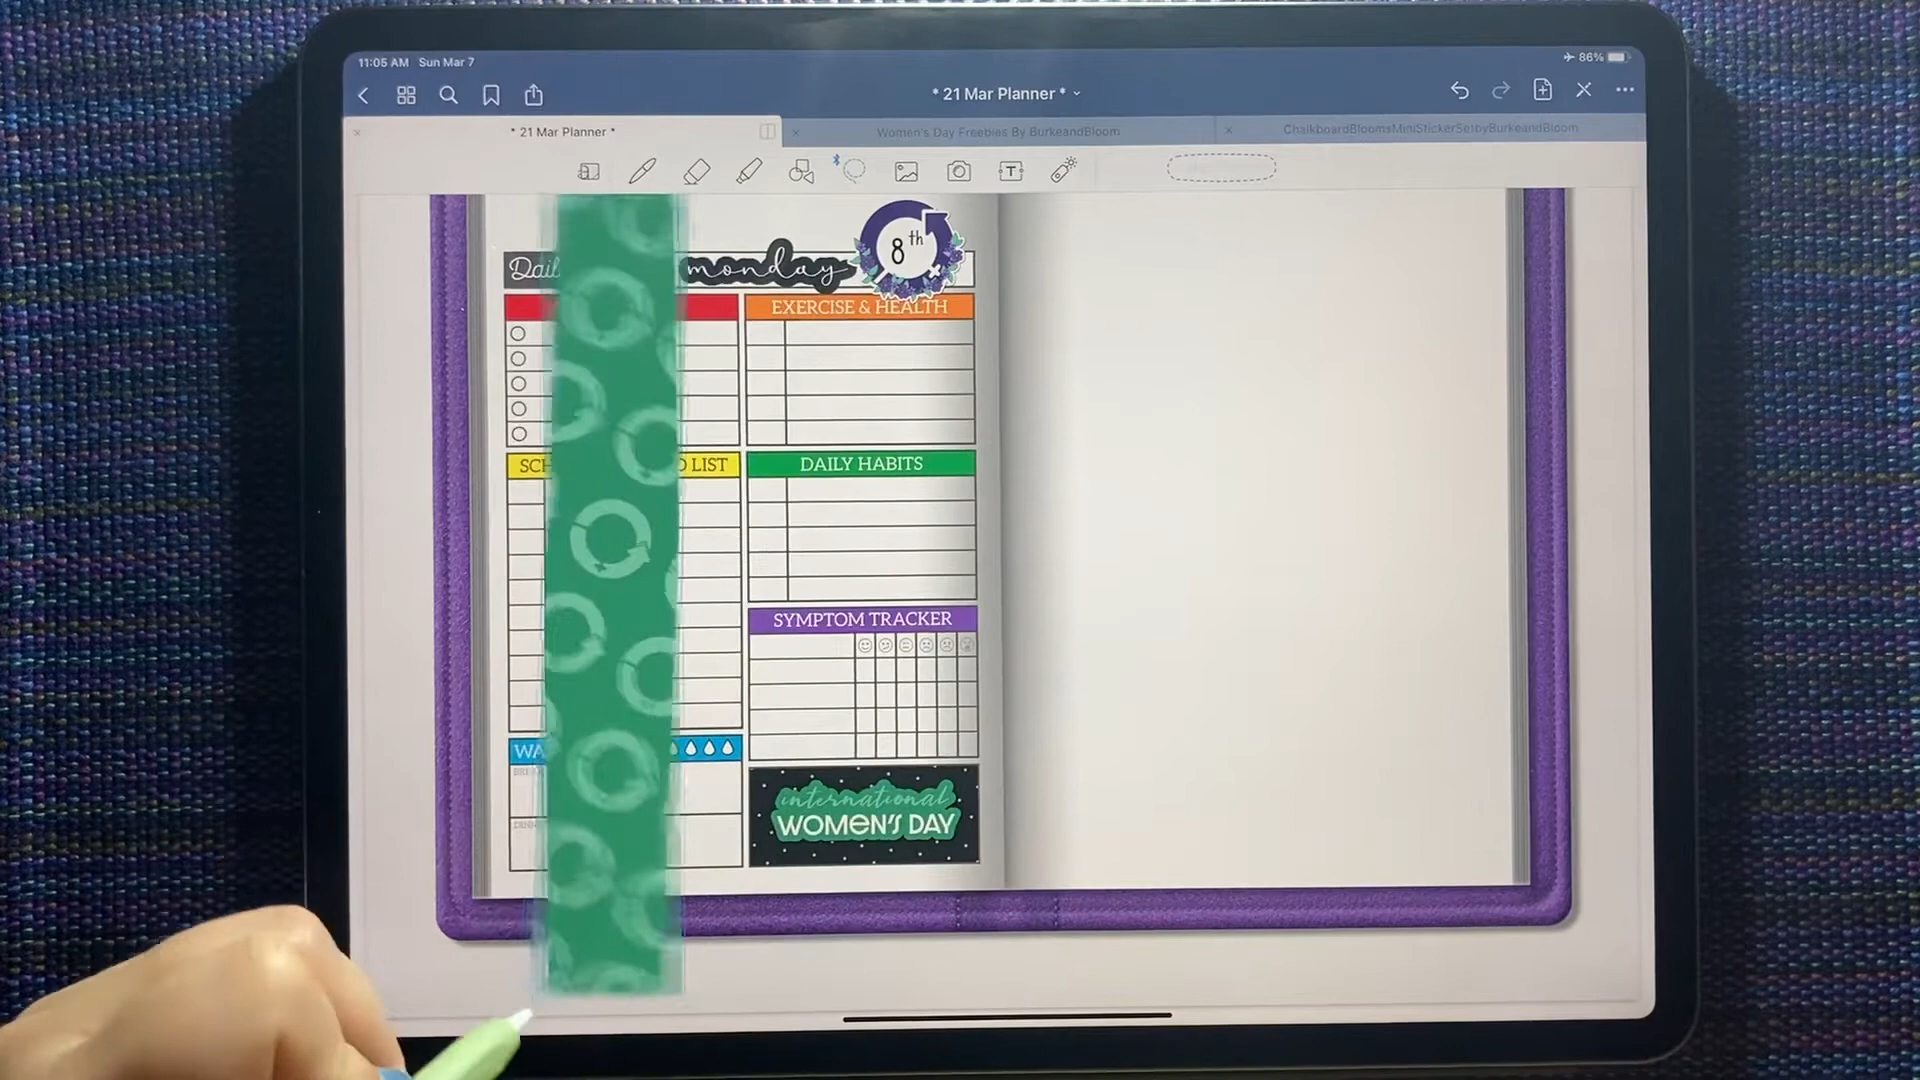 11:05 AM Sun Mar 7
86%
* 21 Mar Planner *
* 21 Mar Planner *
Women's Day Freebies By BurkeandBloom
ChalkboardBloomsMiniStickerSetbyBurkeandBloom
T
Dail
monday
8th
EXERCISE & HEALTH
SCH
O LIST
DAILY HABITS
SYMPTOM TRACKER
WA
international
WOMEN'S DAY